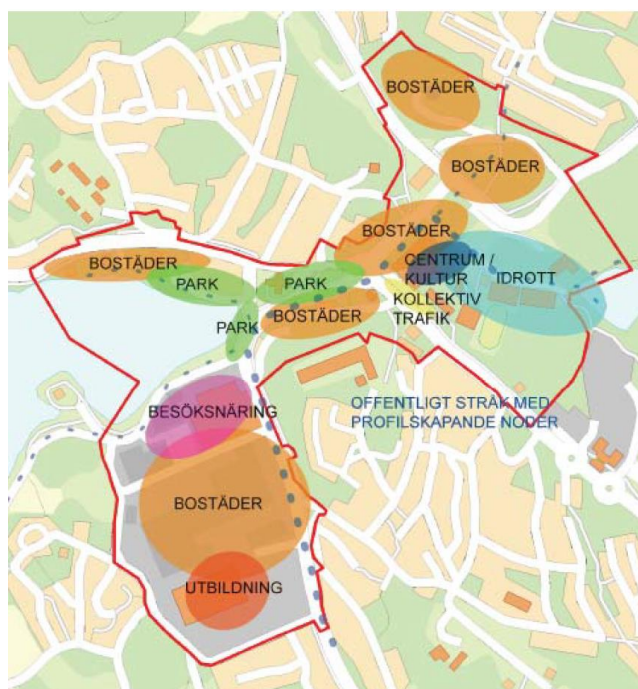 BOSTÄDER
BOSTÄDER
BOSTÄDER
CENTRUM /
KULTUR
IDROTT
KOLLEKTIV
TRAFIK
BOSTÄDER
PARK
PARK
BOSTÄDER
PARK
BESÖKSNÄRING
OFFENTLIGT STRÅK MED
PROFILSKAPANDE NODER
BOSTÄDER
UTBILDNING